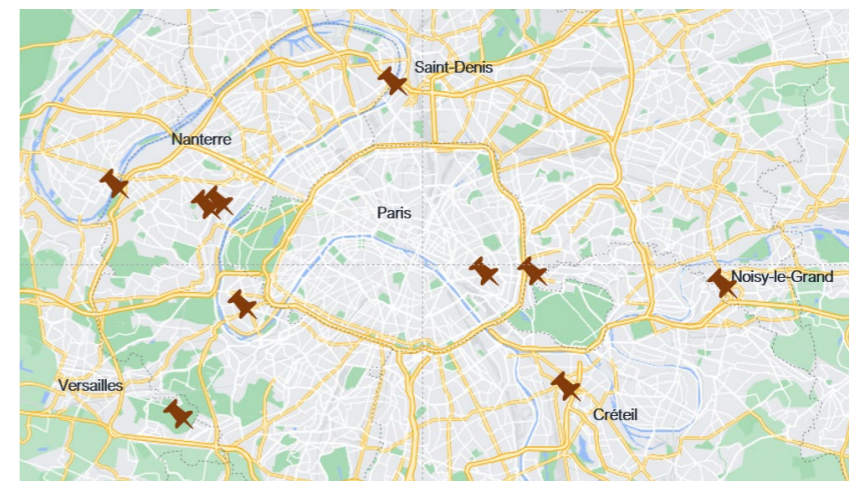 Saint-Denis
Nanterre
Paris
Noisy-le-Grand
Versailles
Créteil